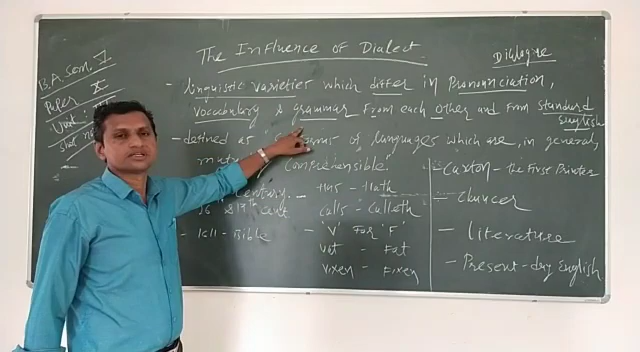 The Influence of Dialect.
Dialogue
B.A. Sem. I
Paper
Unit:
- linguistic varieties which differ in Pronunciation,
Vocabulary & grammar From each Other and From Standard
English
- defined as of languages which are, in general,
Comprehensible"
Century. - Has - Hath
16 & 17th Cent Calls - Calleth
- 1611 - Bible - 'V' For 'F'
Vat - Fat
Vixen - Fixen
- Caxton - the First Printer
- Chaucer
- Literature
- Present-day English